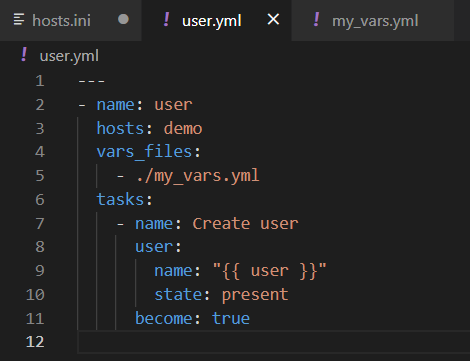 hosts.ini ! user.yml ! my_vars.yml
! user.yml
1 ---
2 - name: user
3   hosts: demo
4   vars_files:
5     - ./my_vars.yml
6   tasks:
7     - name: Create user
8       user:
9         name: "{{ user }}"
10         state: present
11       become: true
12